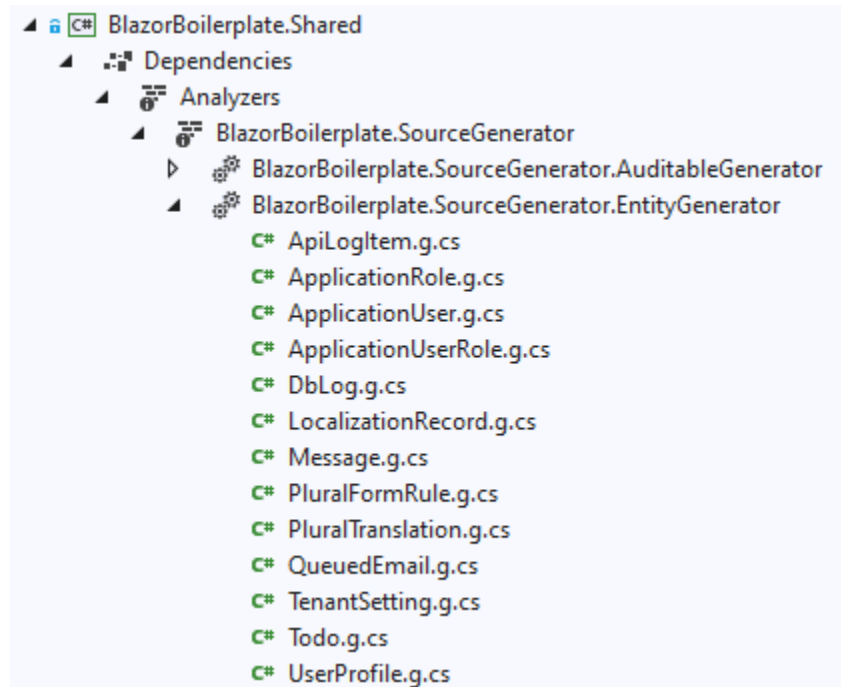 C# BlazorBoilerplate.Shared
Dependencies
Analyzers
BlazorBoilerplate.SourceGenerator
BlazorBoilerplate.SourceGenerator.AuditableGenerator
BlazorBoilerplate.SourceGenerator.EntityGenerator
C# ApiLogItem.g.cs
C# ApplicationRole.g.cs
C# ApplicationUser.g.cs
C# ApplicationUserRole.g.cs
C# DbLog.g.cs
C# LocalizationRecord.g.cs
C# Message.g.cs
C# PluralFormRule.g.cs
C# PluralTranslation.g.cs
C# QueuedEmail.g.cs
C# TenantSetting.g.cs
C# Todo.g.cs
C# UserProfile.g.cs